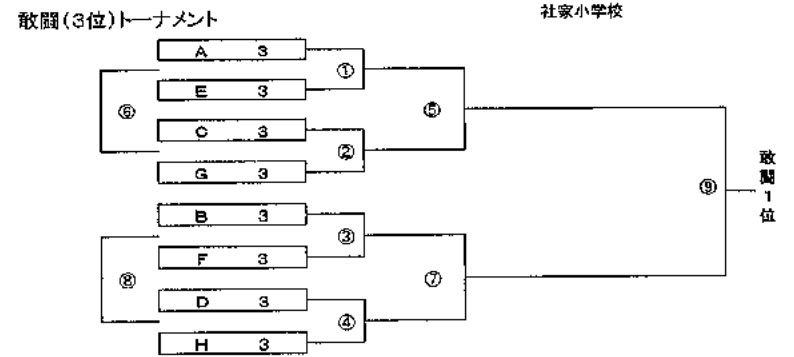 敢闘(3位)トーナメント
社家小学校
A 3
①
E 3
⑥
⑤
C 3
②
G 3
⑨
敢闘1位
B 3
③
F 3
⑧
⑦
D 3
④
H 3